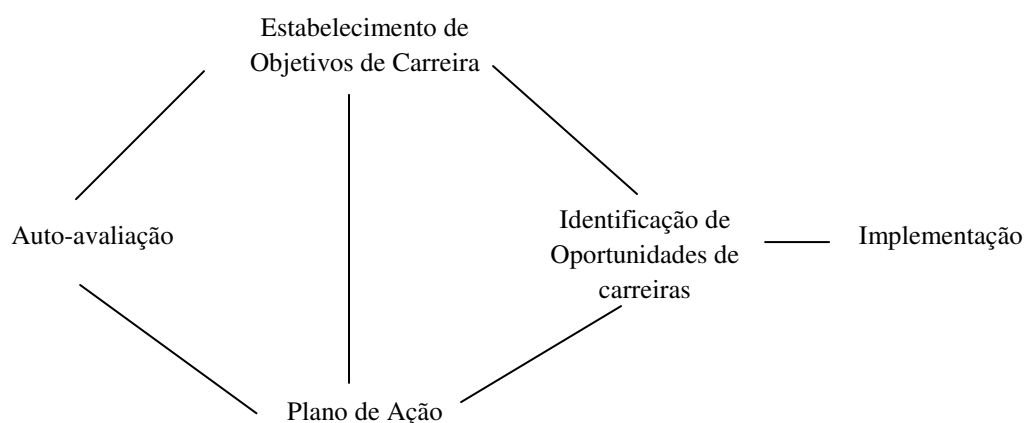 Estabelecimento de
Objetivos de Carreira
Auto-avaliação
Identificação de
Oportunidades de
carreiras
Implementação
Plano de Ação